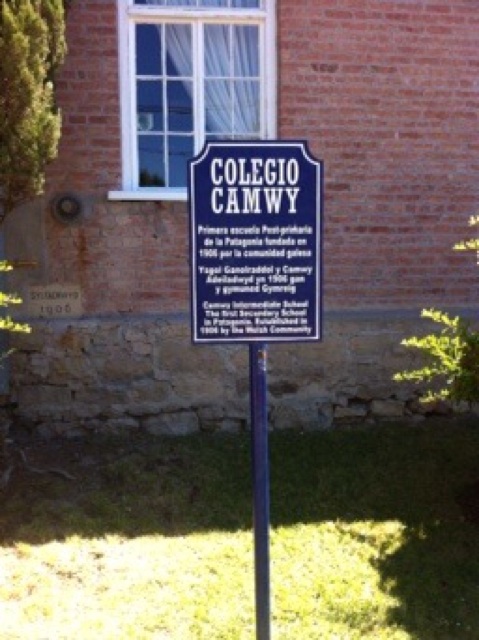 COLEGIO
CAMWY
Primera escuela Post-primaria
de la Patagonia fundada en
1906 por la comunidad galesa
Ysgol Ganolraddol y Camwy
Adeiladwyd yn 1906 gan
y gymuned Gymreig
Camwy Intermediate School
The first Secondary School
in Patagonia. Established in
1906 by the Welsh Community
SYLFAENWYD
1906